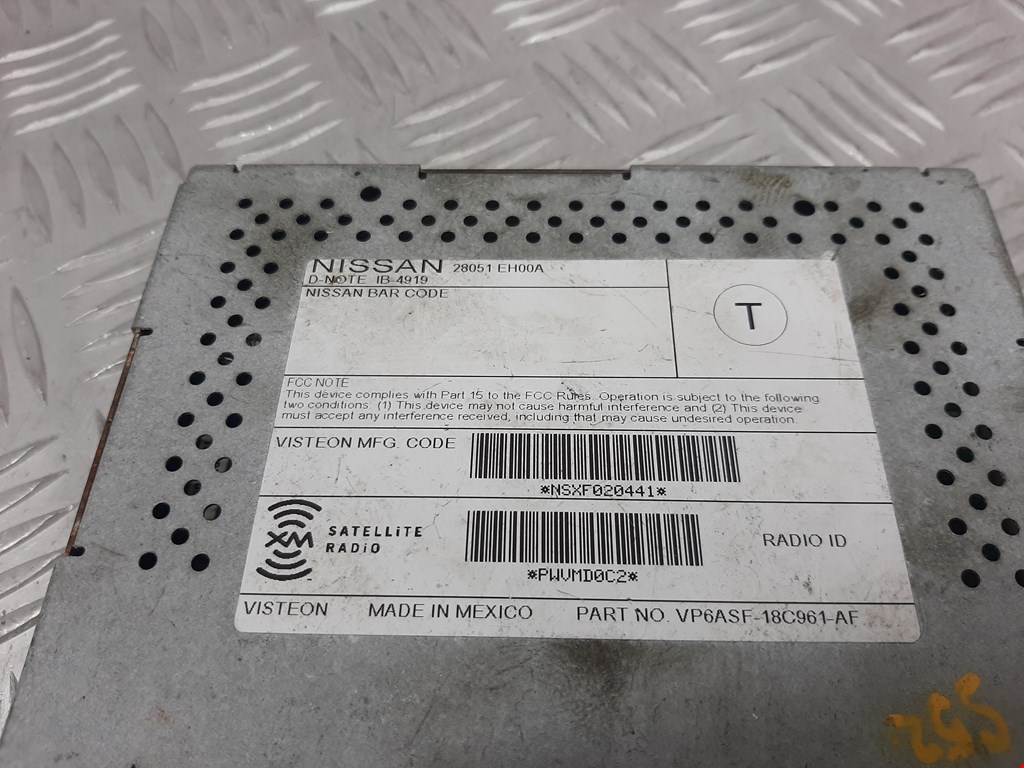 NISSAN 28051 EH00A
D-NOTE IB-4919
NISSAN BAR CODE
T
FCC NOTE
This device complies with Part 15 to the FCC Rules. Operation is subject to the following
two conditions. (1) This device may not cause harmful interference and (2) This device
must accept any interference received, including that may cause undesired operation.
VISTEON MFG. CODE
*NSXF020441*
XM SATELLiTE
RADiO
*PWVMD0C2*
RADIO ID
VISTEON MADE IN MEXICO PART NO. VP6ASF-18C961-AF